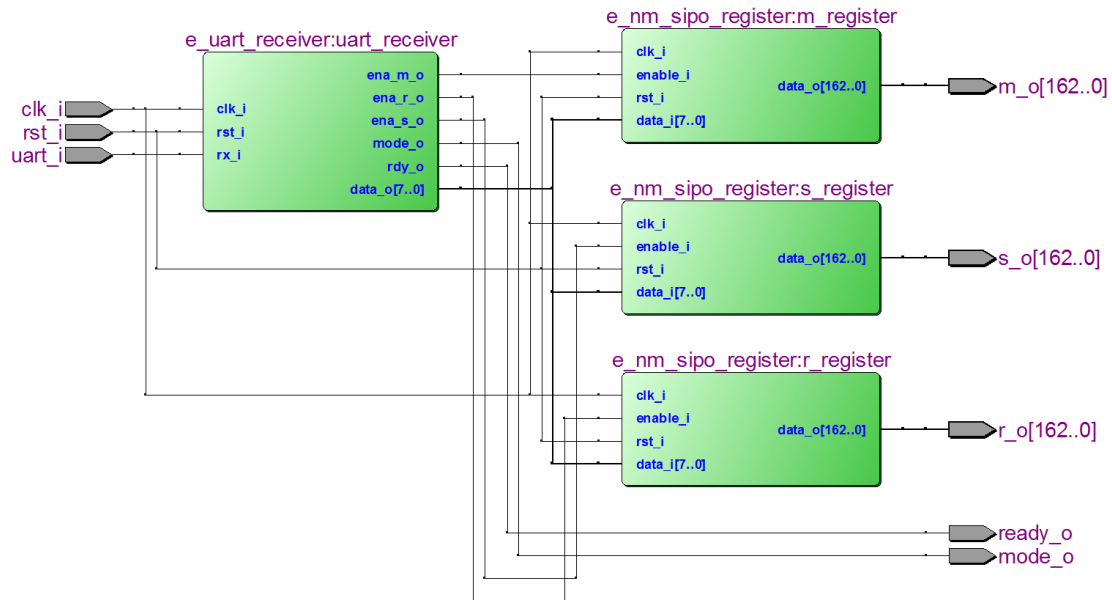 e_uart_receiver:uart_receiver
clk_i
rst_i
uart_i
clk_i
rst_i
rx_i
ena_m_o
ena_r_o
ena_s_o
mode_o
rdy_o
data_o[7..0]
e_nm_sipo_register:m_register
clk_i
enable_i
rst_i
data_i[7..0]
data_o[162..0]
m_o[162..0]
e_nm_sipo_register:s_register
clk_i
enable_i
rst_i
data_i[7..0]
data_o[162..0]
s_o[162..0]
e_nm_sipo_register:r_register
clk_i
enable_i
rst_i
data_i[7..0]
data_o[162..0]
r_o[162..0]
ready_o
mode_o